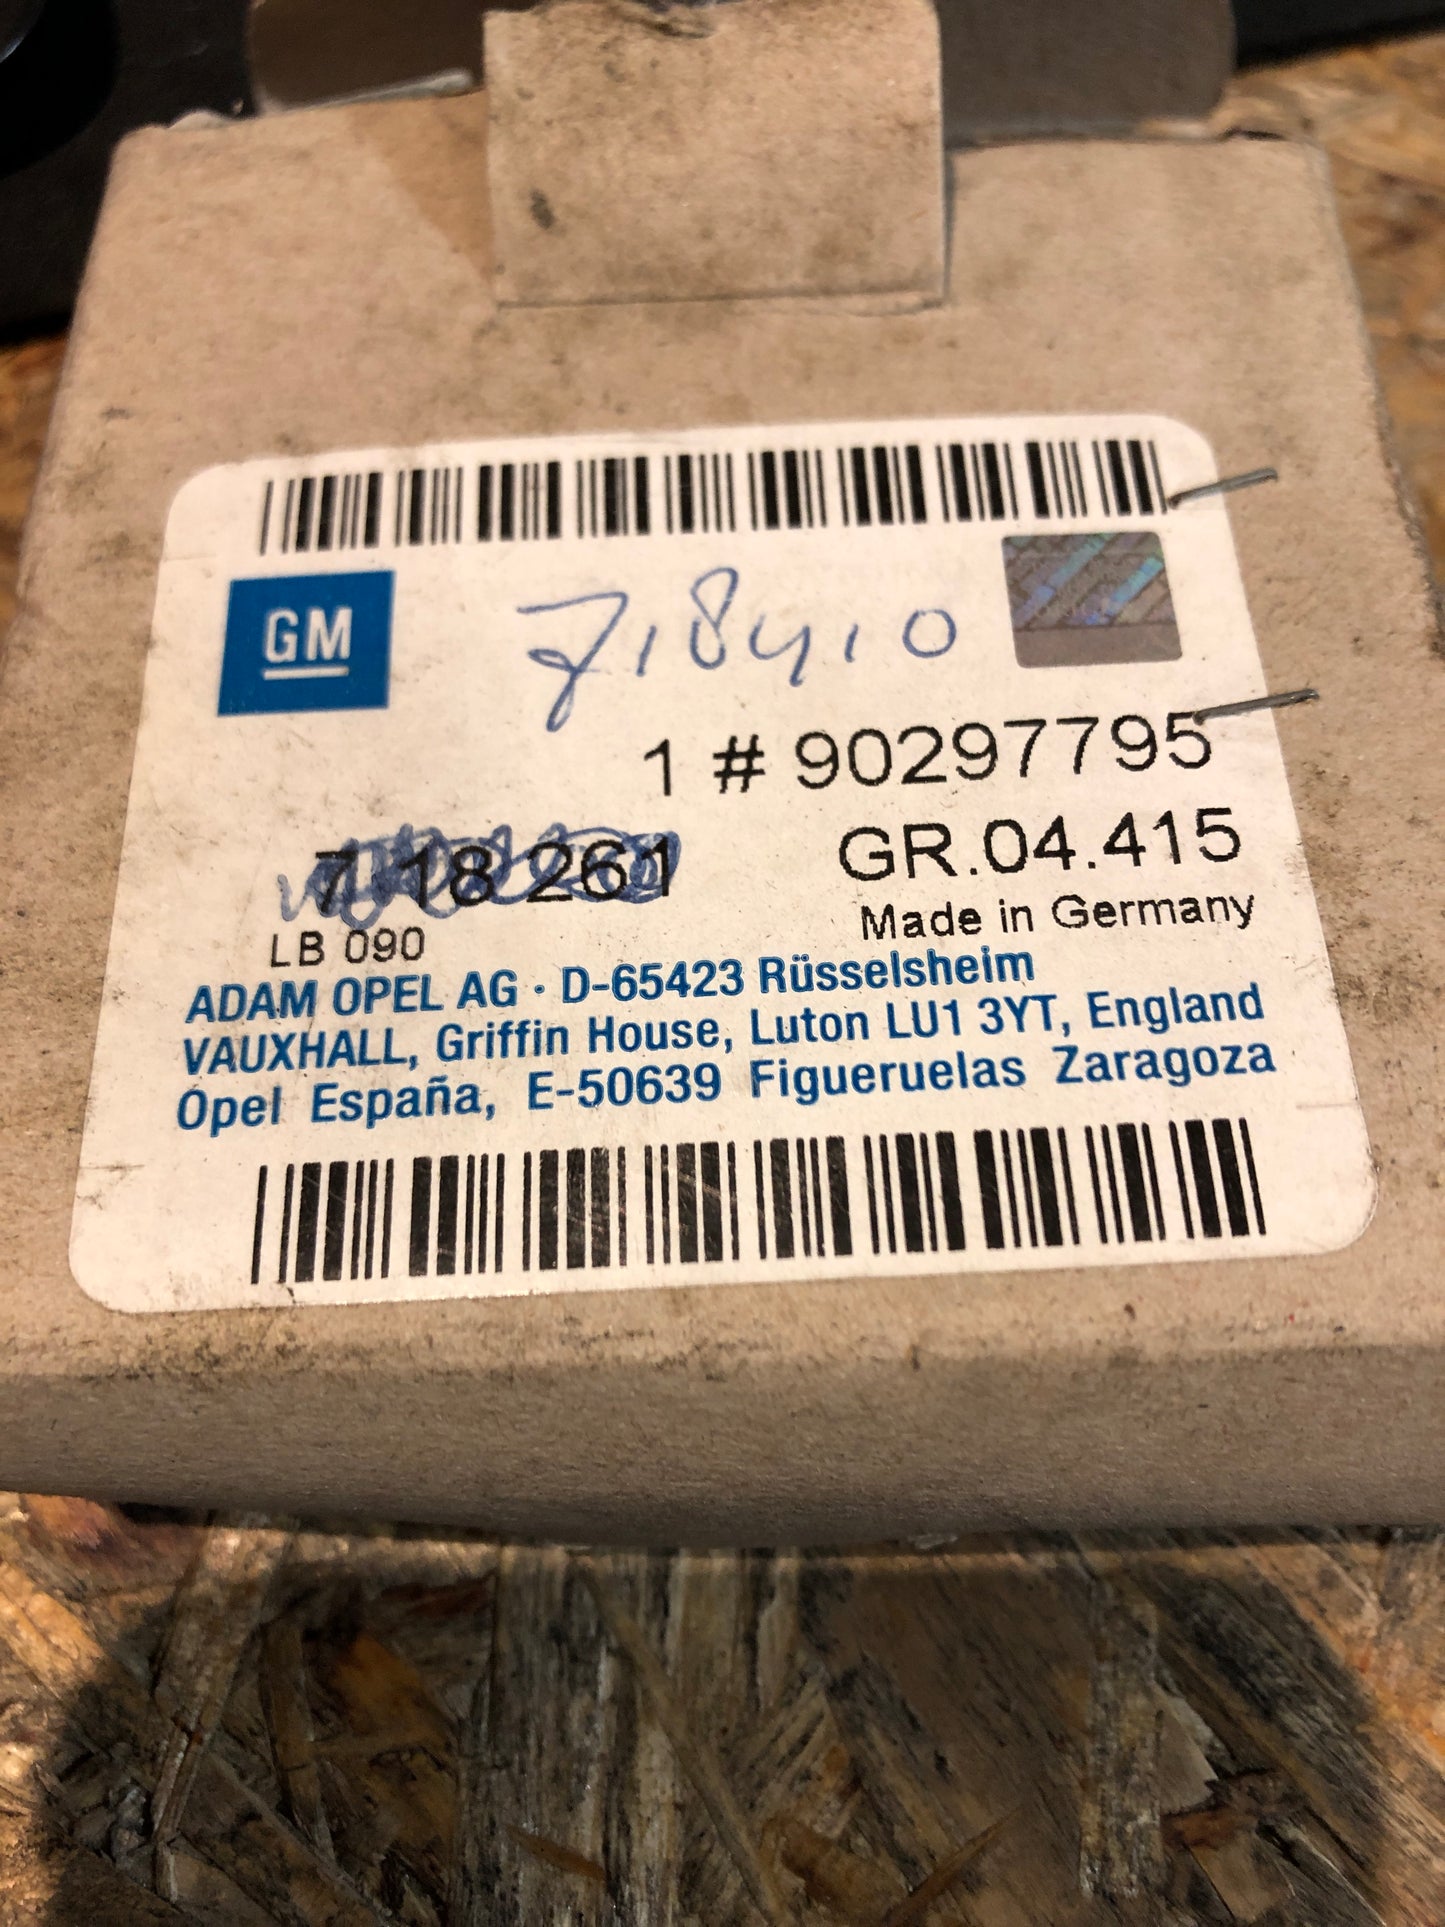 GM
718410
1 # 90297795
7 18 261
GR.04.415
LB 090
Made in Germany
ADAM OPEL AG · D-65423 Rüsselsheim
VAUXHALL, Griffin House, Luton LU1 3YT, England
Opel España, E-50639 Figueruelas Zaragoza